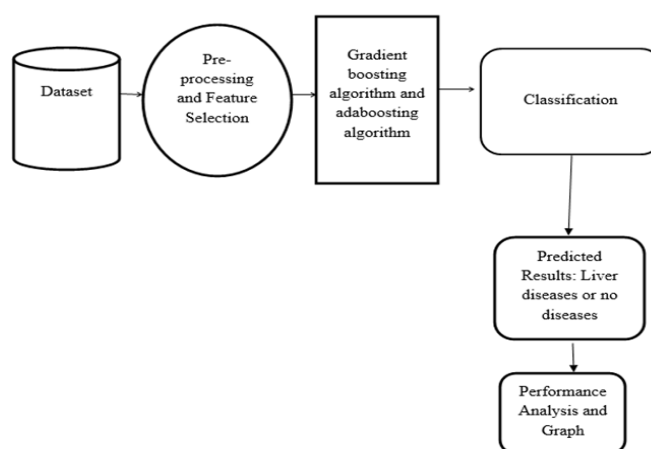 Dataset
Pre-
processing
and Feature
Selection
Gradient
boosting
algorithm and
adaboosting
algorithm
Classification
Predicted
Results: Liver
diseases or no
diseases
Performance
Analysis and
Graph